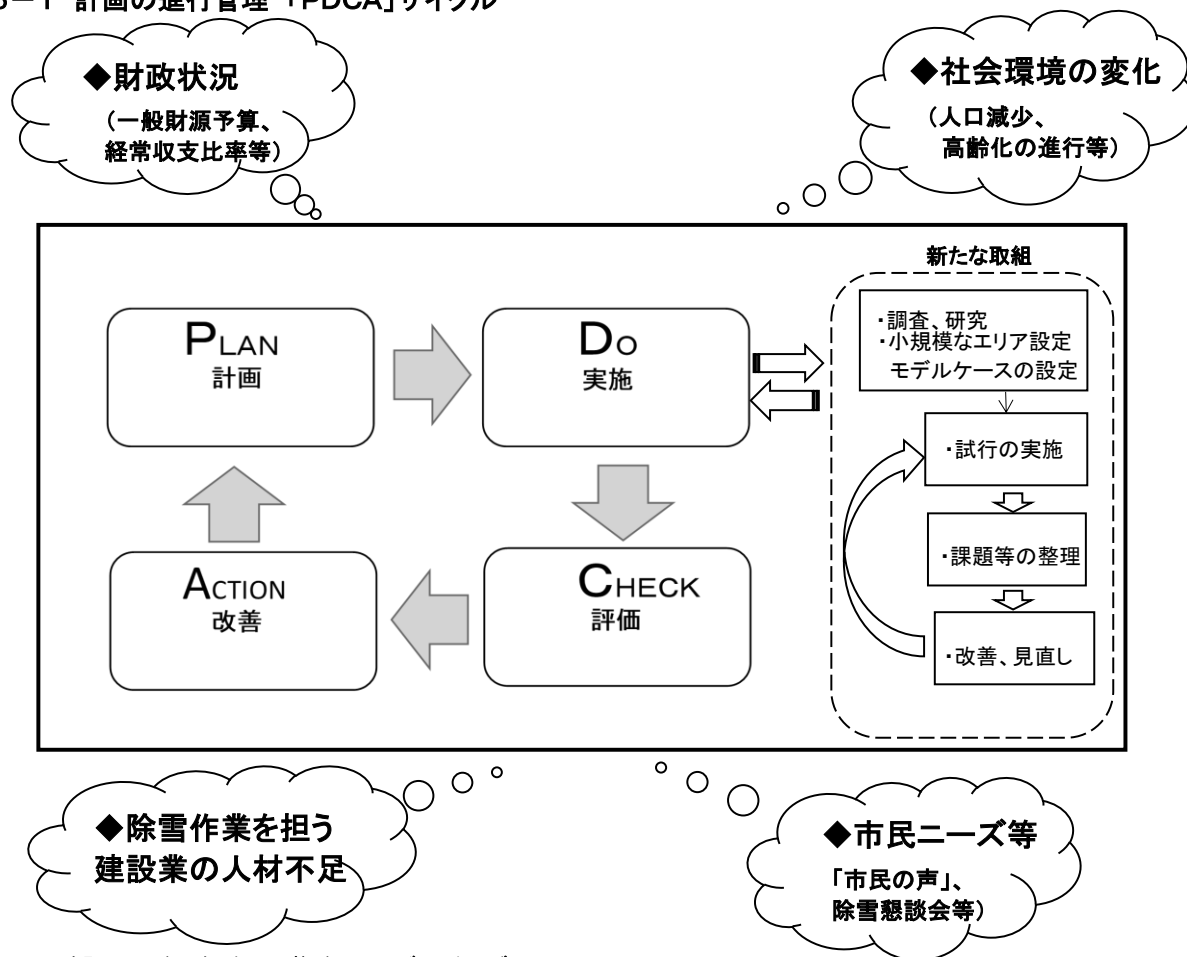 計画の進行管理 「PDCA」サイクル
◆財政状況
（一般財源予算、
経常収支比率等）
◆社会環境の変化
（人口減少、
高齢化の進行等）
新たな取組
PLAN
計画
DO
実施
・調査、研究
・小規模なエリア設定
モデルケースの設定
・試行の実施
・課題等の整理
・改善、見直し
ACTION
改善
CHECK
評価
◆除雪作業を担う
建設業の人材不足
◆市民ニーズ等
「市民の声」、
除雪懇談会等）